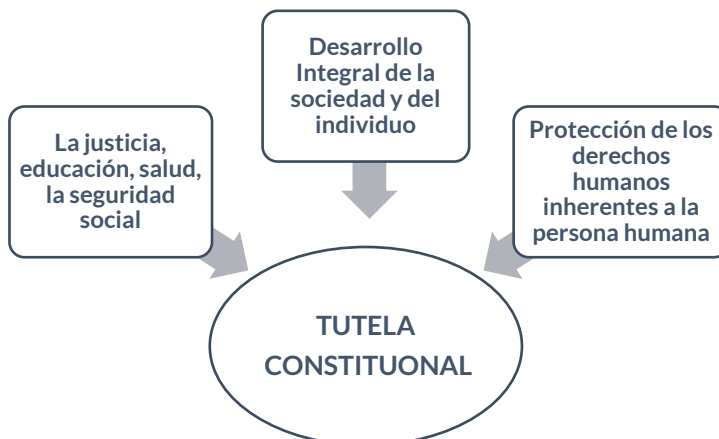 La justicia,
educación, salud,
la seguridad
social
Desarrollo
Integral de la
sociedad y del
individuo
Protección de los
derechos
humanos
inherentes a la
persona humana
TUTELA
CONSTITUONAL